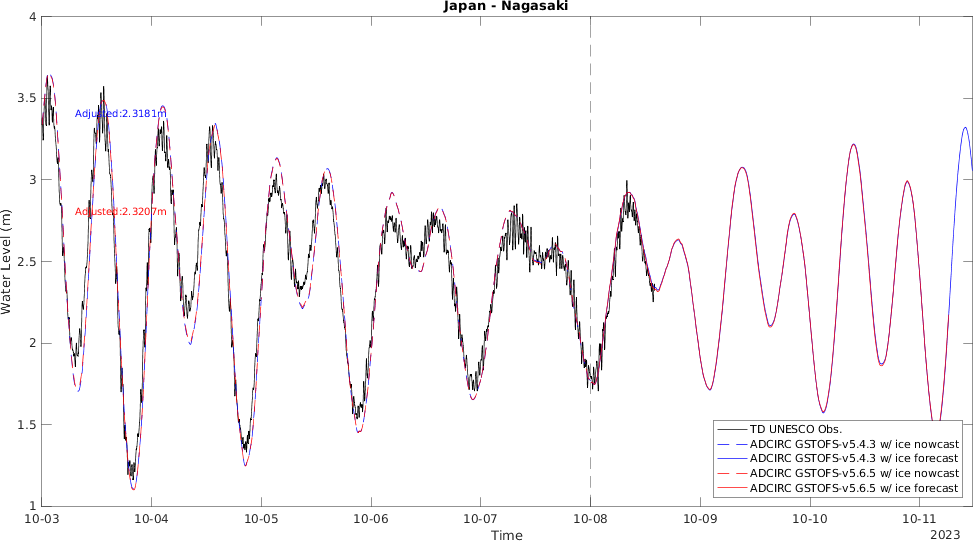 Japan - Nagasaki
4
3.5
3
2.5
2
1.5
1
Water Level (m)
Adjusted:2.3181m
Adjusted:2.3207m
TD UNESCO Obs.
ADCIRC GSTOFS-v5.4.3 w/ ice nowcast
ADCIRC GSTOFS-v5.4.3 w/ ice forecast
ADCIRC GSTOFS-v5.6.5 w/ ice nowcast
ADCIRC GSTOFS-v5.6.5 w/ ice forecast
10-03 10-04 10-05 10-06 10-07 10-08 10-09 10-10 10-11
Time
2023